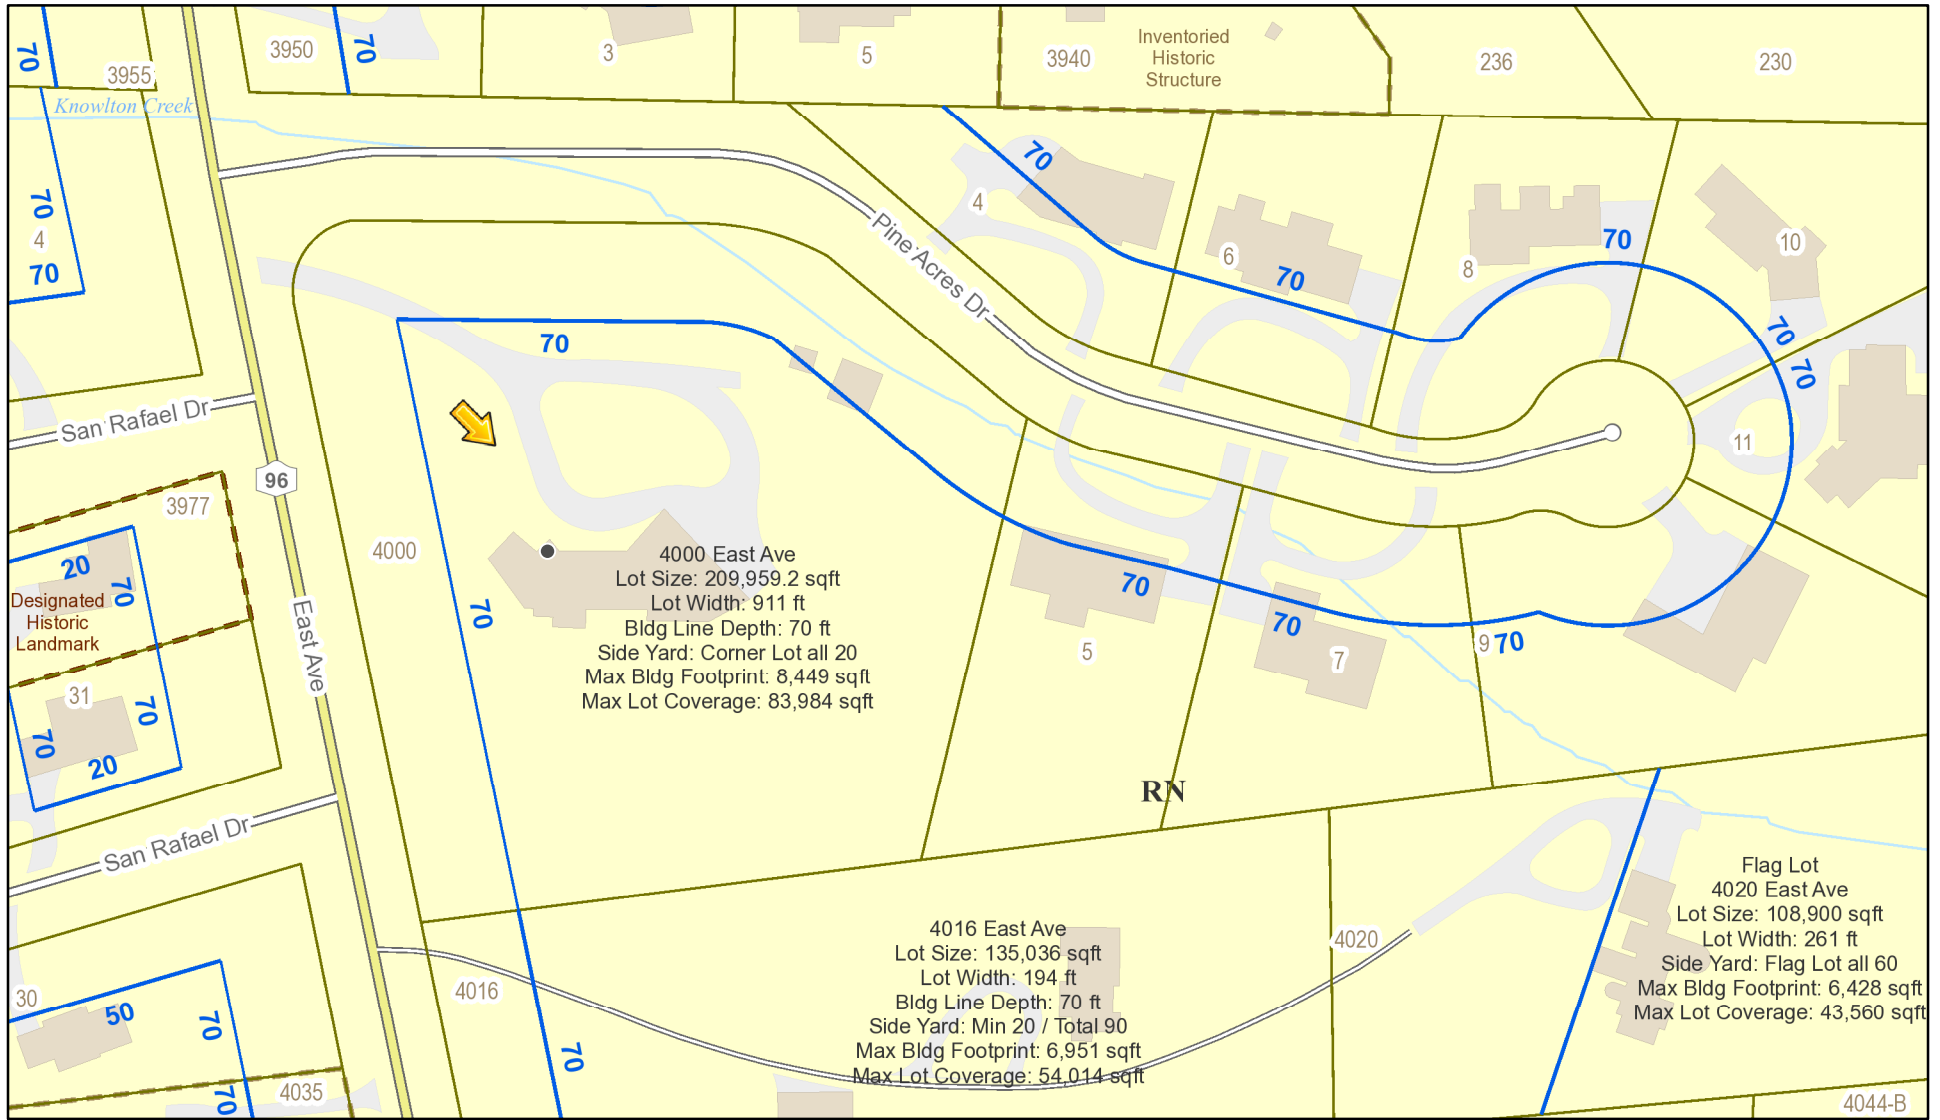 70
3955
3950
70
3
5
3940
Inventoried
Historic
Structure
236
230
Knowlton Creek
70
4
70
70
4
Pine Acres Dr
6
70
8
70
10
70
70
11
70
San Rafael Dr
96
3977
4000
20
70
Designated
Historic
Landmark
31
70
70
20
East Ave
70
4000 East Ave
Lot Size: 209,959.2 sqft
Lot Width: 911 ft
Bldg Line Depth: 70 ft
Side Yard: Corner Lot all 20
Max Bldg Footprint: 8,449 sqft
Max Lot Coverage: 83,984 sqft
70
5
70
7
9
70
RN
San Rafael Dr
Flag Lot
4020 East Ave
Lot Size: 108,900 sqft
Lot Width: 261 ft
Side Yard: Flag Lot all 60
Max Bldg Footprint: 6,428 sqft
Max Lot Coverage: 43,560 sqft
4020
4016 East Ave
Lot Size: 135,036 sqft
Lot Width: 194 ft
Bldg Line Depth: 70 ft
Side Yard: Min 20 / Total 90
Max Bldg Footprint: 6,951 sqft
Max Lot Coverage: 54,014 sqft
4016
30
50
70
70
4035
70
4044-B